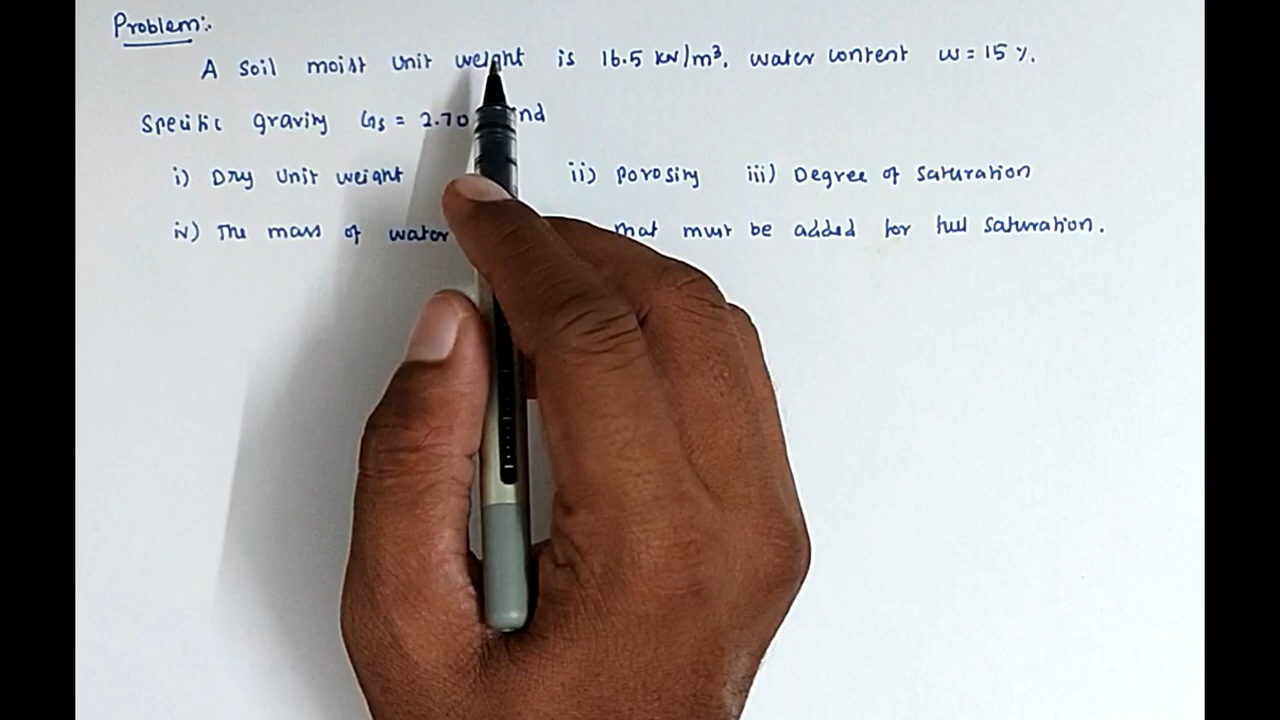 Problem:-
A Soil moist unit weight is 16.5 kN/m³, water content w = 15 %.
Specific gravity Gs = 2.70 nd
i) Dry unit weight ii) Porosity iii) Degree of saturation
iv) The mass of water that must be added for full saturation.